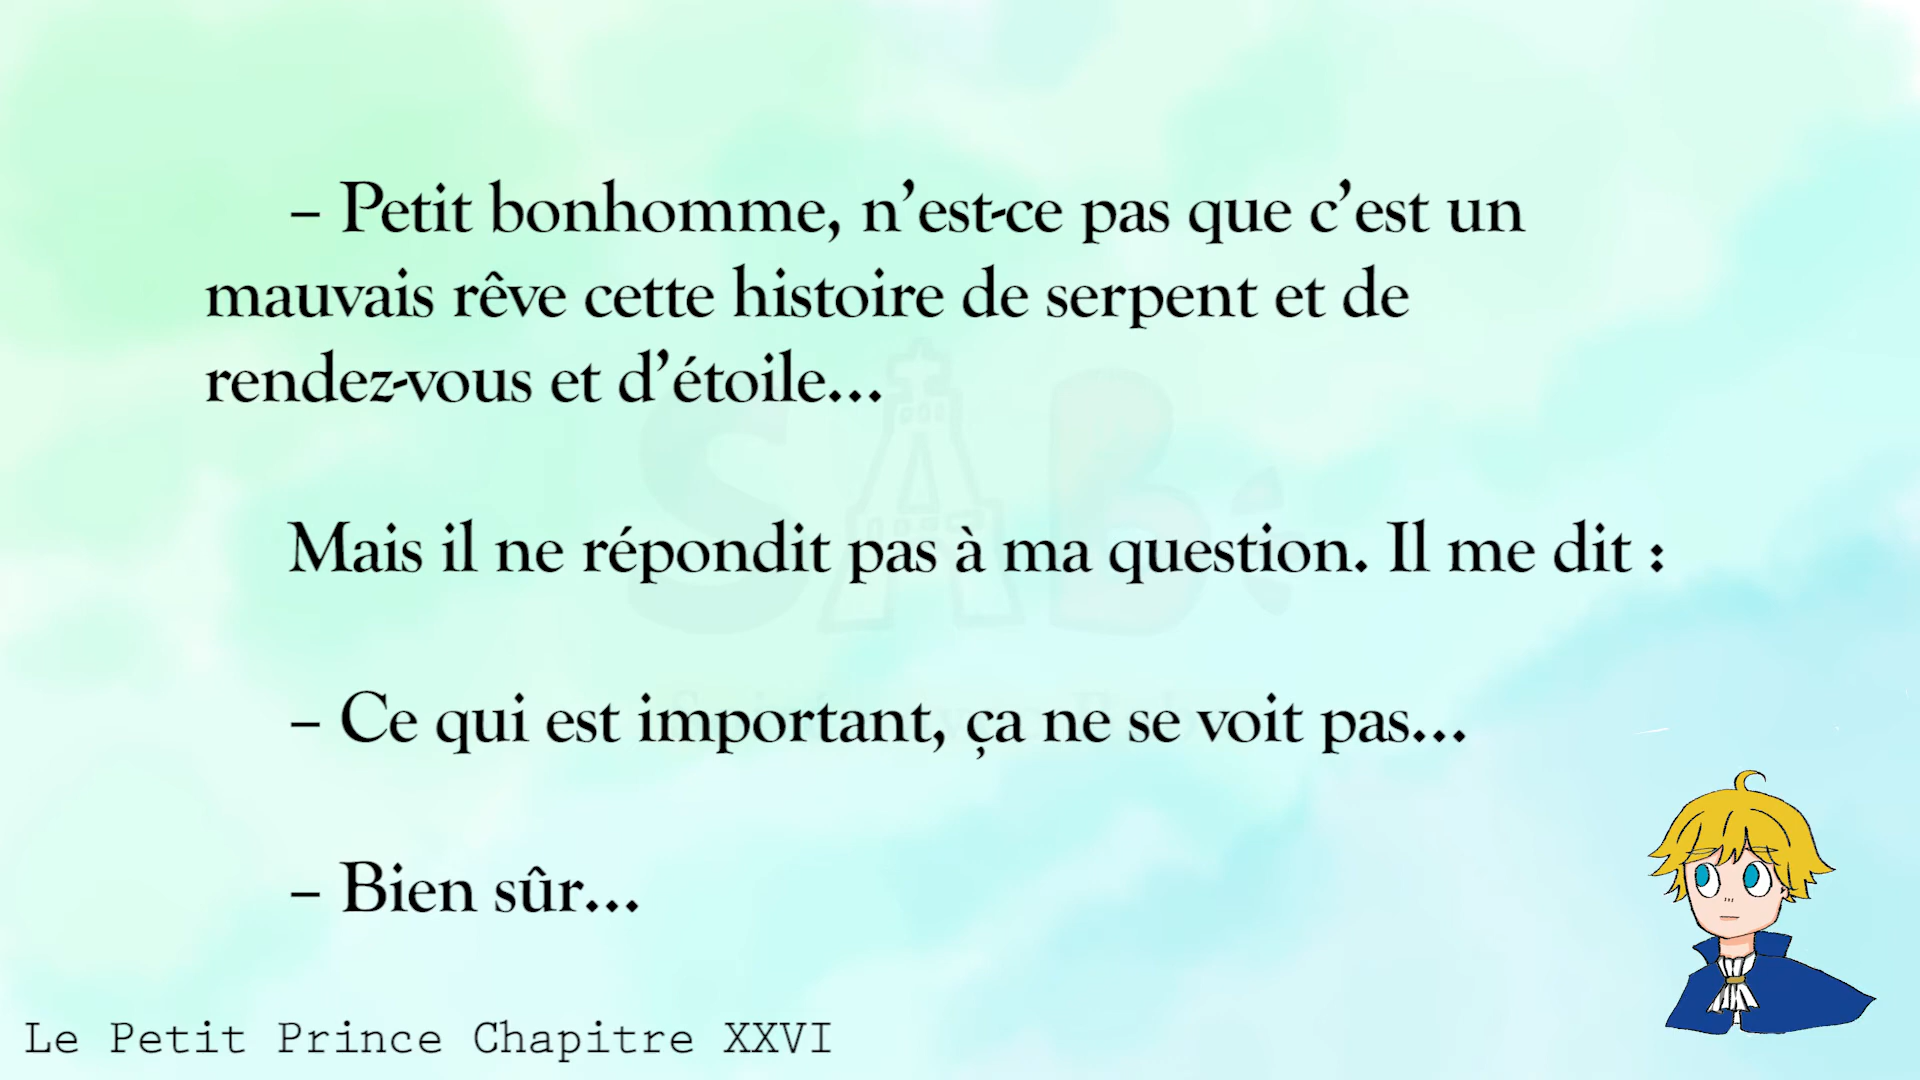 – Petit bonhomme, n’est-ce pas que c’est un
mauvais rêve cette histoire de serpent et de
rendez-vous et d’étoile…
Mais il ne répondit pas à ma question. Il me dit :
– Ce qui est important, ça ne se voit pas…
– Bien sûr…
SAB
Le Petit Prince Chapitre XXVI